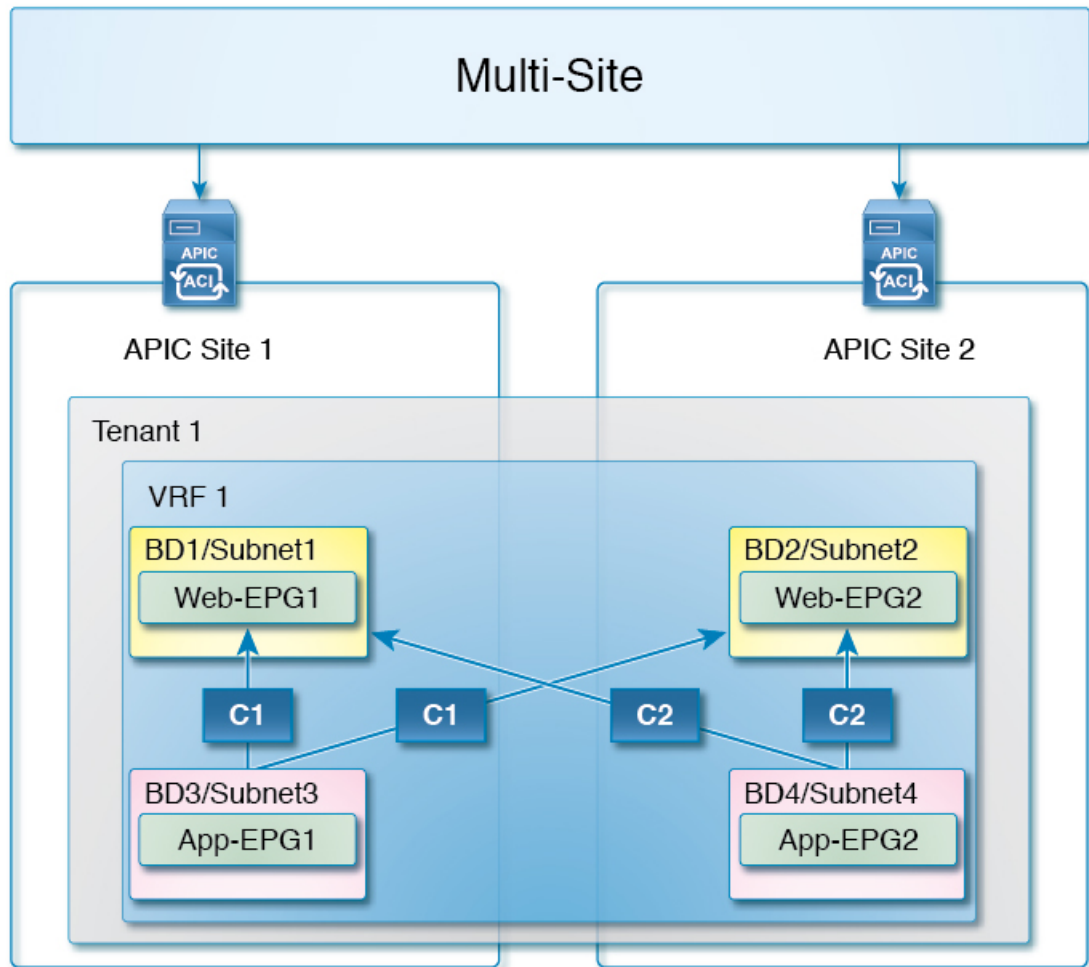 Multi-Site
APIC
ACI
APIC
ACI
APIC Site 1
APIC Site 2
Tenant 1
VRF 1
BD1/Subnet1
Web-EPG1
BD2/Subnet2
Web-EPG2
C1
C1
C2
C2
BD3/Subnet3
App-EPG1
BD4/Subnet4
App-EPG2